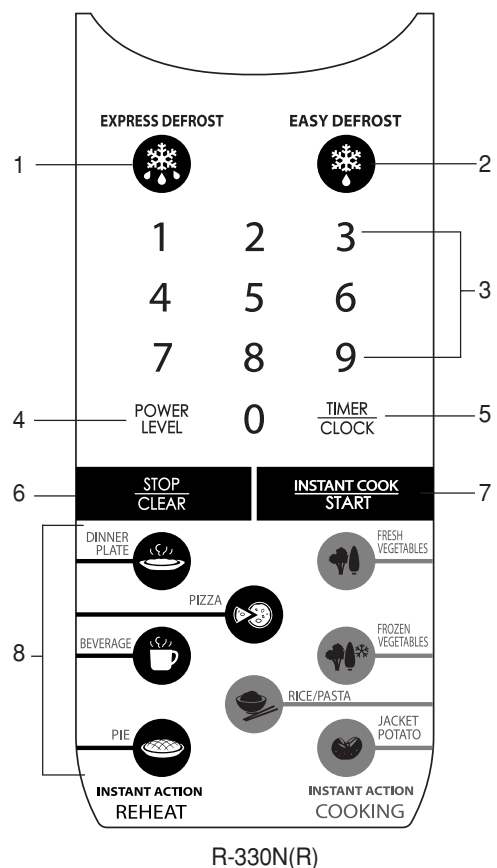 EXPRESS DEFROST EASY DEFROST
1 2
1 2 3
3
4 5 6
7 8 9
POWER
LEVEL
0
TIMER
CLOCK
4 5
STOP
CLEAR
INSTANT COOK
START
6 7
DINNER
PLATE
FRESH
VEGETABLES
PIZZA
BEVERAGE
FROZEN
VEGETABLES
8
RICE/PASTA
PIE
JACKET
POTATO
INSTANT ACTION
REHEAT
INSTANT ACTION
COOKING
R-330N(R)